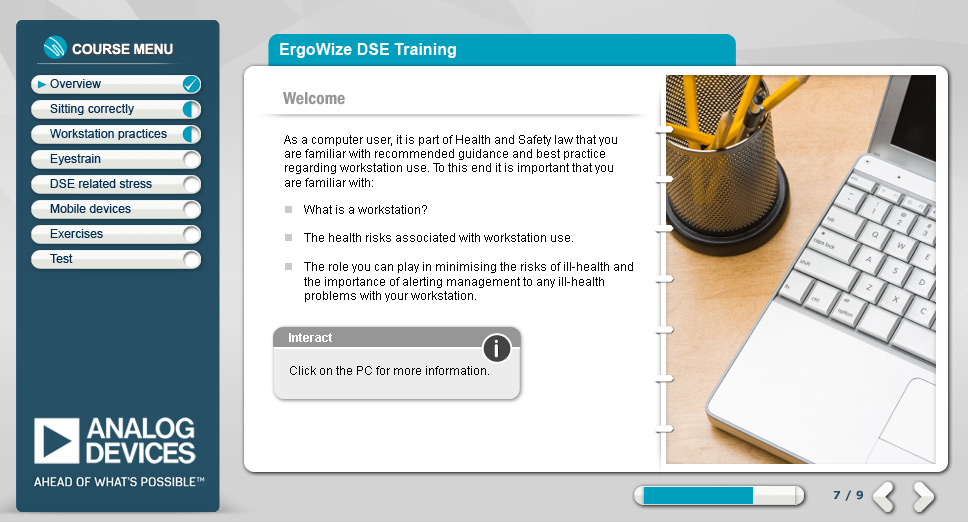 COURSE MENU
Overview
Sitting correctly
Workstation practices
Eyestrain
DSE related stress
Mobile devices
Exercises
Test
ANALOG
DEVICES
AHEAD OF WHAT'S POSSIBLE™
ErgoWize DSE Training
Welcome
As a computer user, it is part of Health and Safety law that you
are familiar with recommended guidance and best practice
regarding workstation use. To this end it is important that you
are familiar with:
What is a workstation?
The health risks associated with workstation use.
The role you can play in minimising the risks of ill-health and
the importance of alerting management to any ill-health
problems with your workstation.
Interact
i
Click on the PC for more information.
7 / 9